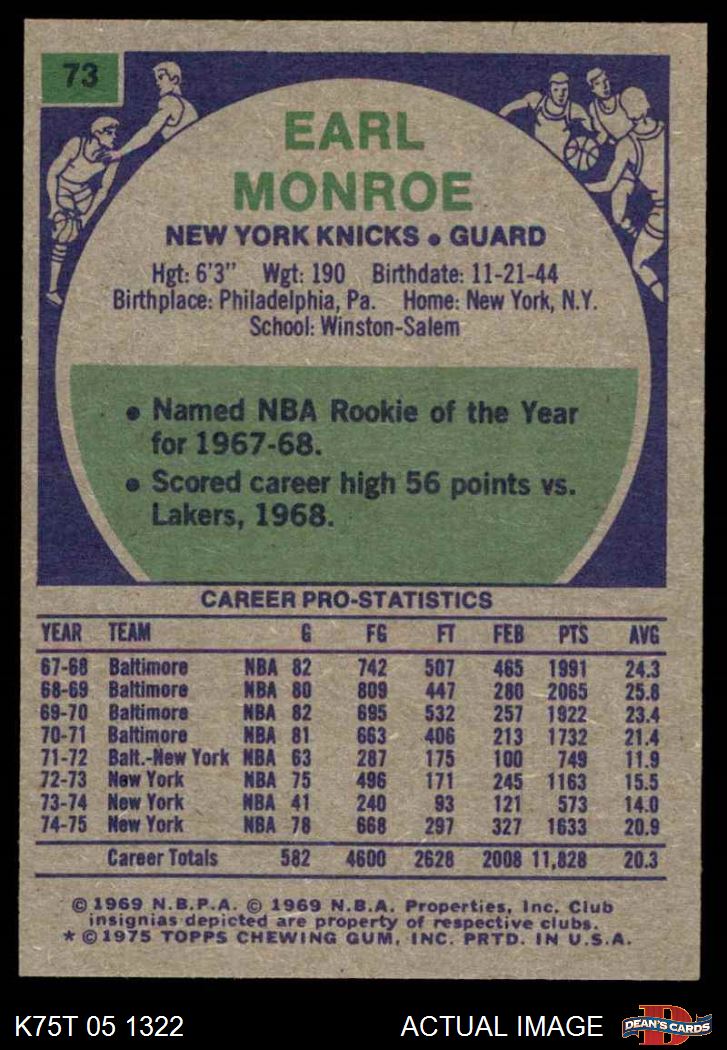 73
EARL
MONROE
NEW YORK KNICKS • GUARD
Hgt: 6'3" Wgt: 190 Birthdate: 11-21-44
Birthplace: Philadelphia, Pa. Home: New York, N.Y.
School: Winston-Salem
• Named NBA Rookie of the Year
for 1967-68.
• Scored career high 56 points vs.
Lakers, 1968.
CAREER PRO-STATISTICS
YEAR TEAM G FG FT FEB PTS AVG
67-68 Baltimore NBA 82 742 507 465 1991 24.3
68-69 Baltimore NBA 80 809 447 280 2065 25.8
69-70 Baltimore NBA 82 695 532 257 1922 23.4
70-71 Baltimore NBA 81 663 406 213 1732 21.4
71-72 Balt.-New York NBA 63 287 175 100 749 11.9
72-73 New York NBA 75 496 171 245 1163 15.5
73-74 New York NBA 41 240 93 121 573 14.0
74-75 New York NBA 78 668 297 327 1633 20.9
Career Totals 582 4600 2628 2008 11,828 20.3
© 1969 N.B.P.A. © 1969 N.B.A. Properties, Inc. Club
insignias depicted are property of respective clubs.
* © 1975 TOPPS CHEWING GUM, INC. PRTD. IN U.S.A.
K75T 05 1322 ACTUAL IMAGE D DEAN'S CARDS